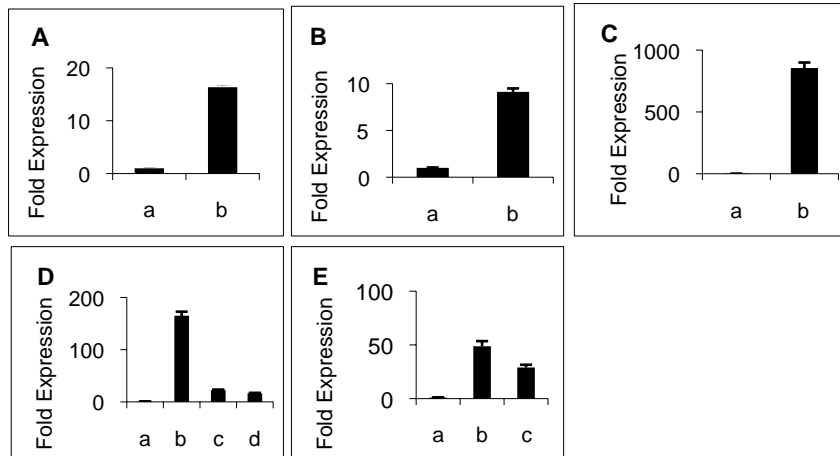 A
Fold Expression
20
10
0
a b
B
Fold Expression
10
5
0
a b
C
Fold Expression
1000
500
0
a b
D
Fold Expression
200
100
0
a b c d
E
Fold Expression
100
50
0
a b c